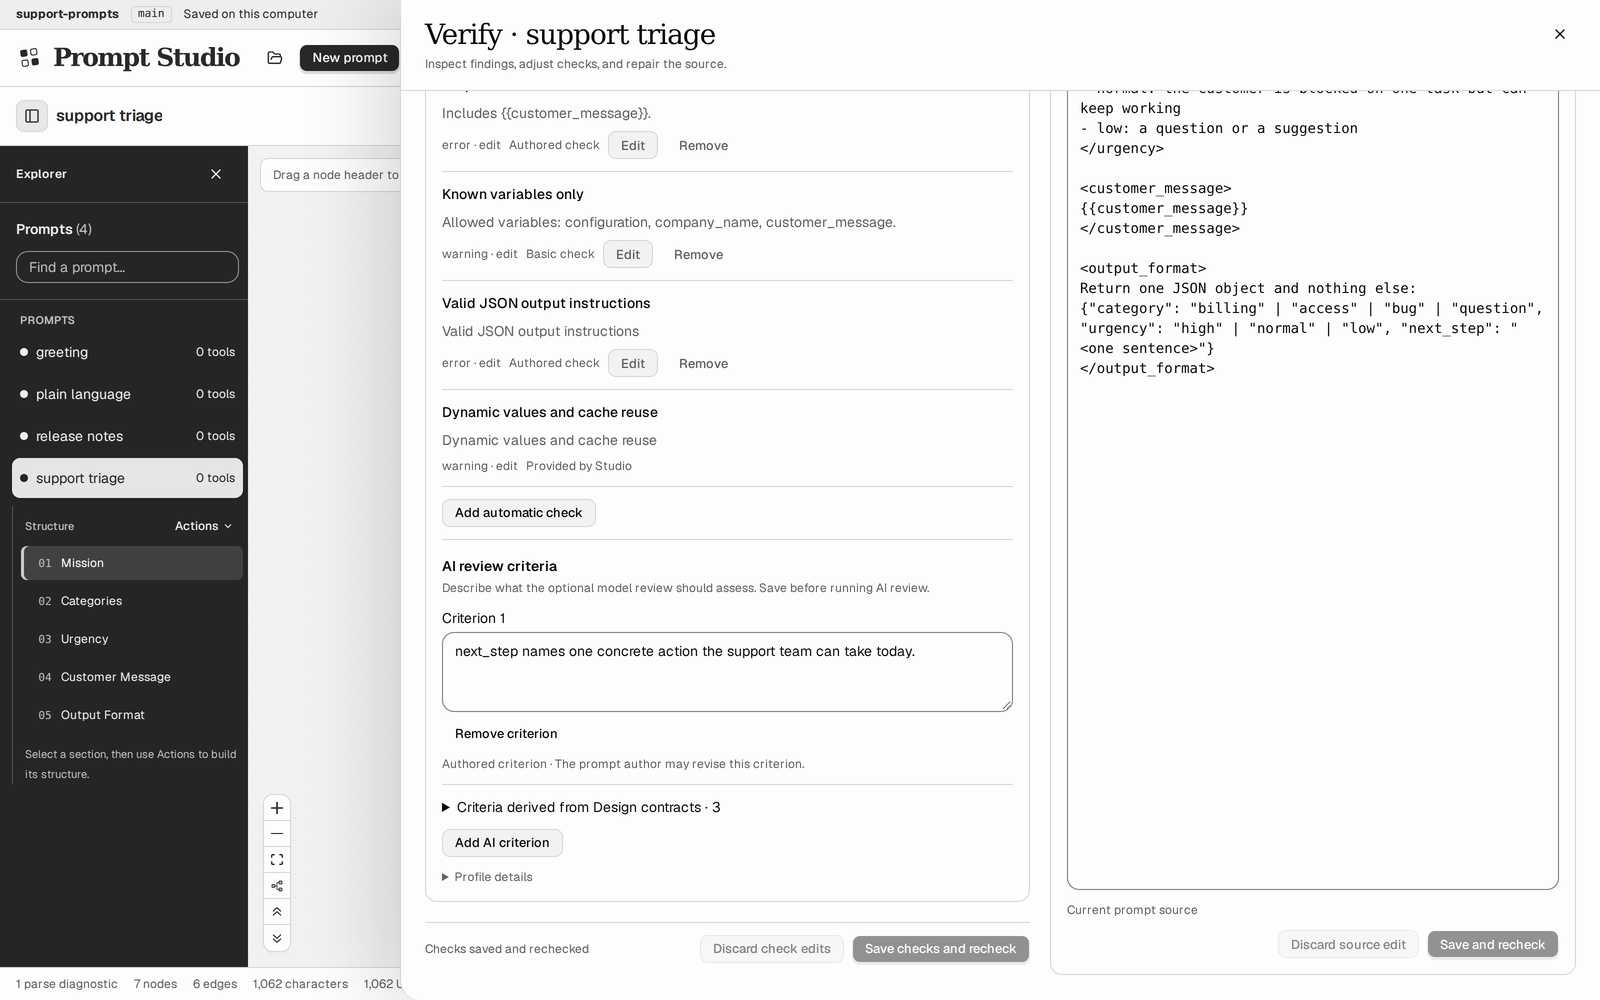 support-prompts
main
Saved on this computer
Prompt Studio
New prompt
support triage
Explorer
Prompts (4)
Find a prompt...
PROMPTS
greeting 0 tools
plain language 0 tools
release notes 0 tools
support triage 0 tools
Structure
Actions
01 Mission
02 Categories
03 Urgency
04 Customer Message
05 Output Format
Select a section, then use Actions to build
its structure.
Drag a node header to
1 parse diagnostic 7 nodes 6 edges 1,062 characters 1,062 U
Verify · support triage
Inspect findings, adjust checks, and repair the source.
Includes {{customer_message}}.
error · edit Authored check Edit Remove
Known variables only
Allowed variables: configuration, company_name, customer_message.
warning · edit Basic check Edit Remove
Valid JSON output instructions
Valid JSON output instructions
error · edit Authored check Edit Remove
Dynamic values and cache reuse
Dynamic values and cache reuse
warning · edit Provided by Studio
Add automatic check
AI review criteria
Describe what the optional model review should assess. Save before running AI review.
Criterion 1
next_step names one concrete action the support team can take today.
Remove criterion
Authored criterion · The prompt author may revise this criterion.
Criteria derived from Design contracts · 3
Add AI criterion
Profile details
Checks saved and rechecked
Discard check edits
Save checks and recheck
- normal: the customer is blocked on one task but can
keep working
- low: a question or a suggestion
</urgency>
<customer_message>
{{customer_message}}
</customer_message>
<output_format>
Return one JSON object and nothing else:
{"category": "billing" | "access" | "bug" | "question",
"urgency": "high" | "normal" | "low", "next_step": "
<one sentence>"}
</output_format>
Current prompt source
Discard source edit
Save and recheck